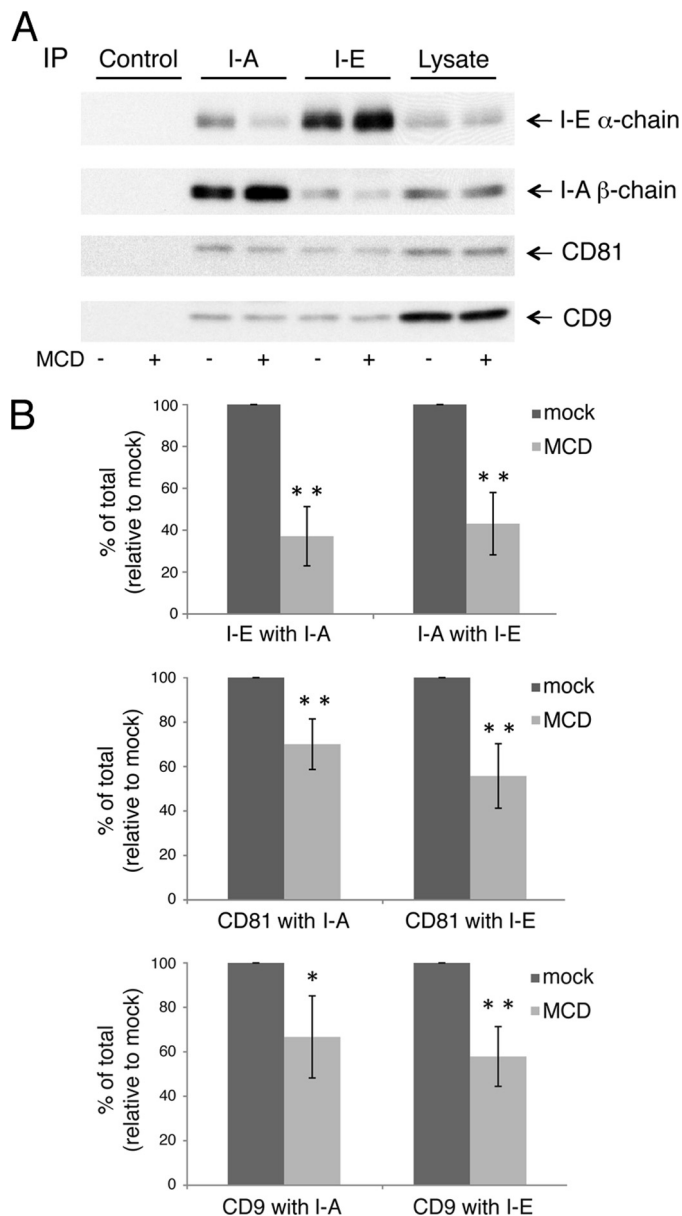 A
IP Control I-A I-E Lysate
← I-E α-chain
← I-A β-chain
← CD81
← CD9
MCD - + - + - + - +
B
% of total
(relative to mock)
100
80
60
40
20
0
mock
MCD
* *
* *
I-E with I-A I-A with I-E
% of total
(relative to mock)
100
80
60
40
20
0
mock
MCD
* *
* *
CD81 with I-A CD81 with I-E
% of total
(relative to mock)
100
80
60
40
20
0
mock
MCD
*
* *
CD9 with I-A CD9 with I-E